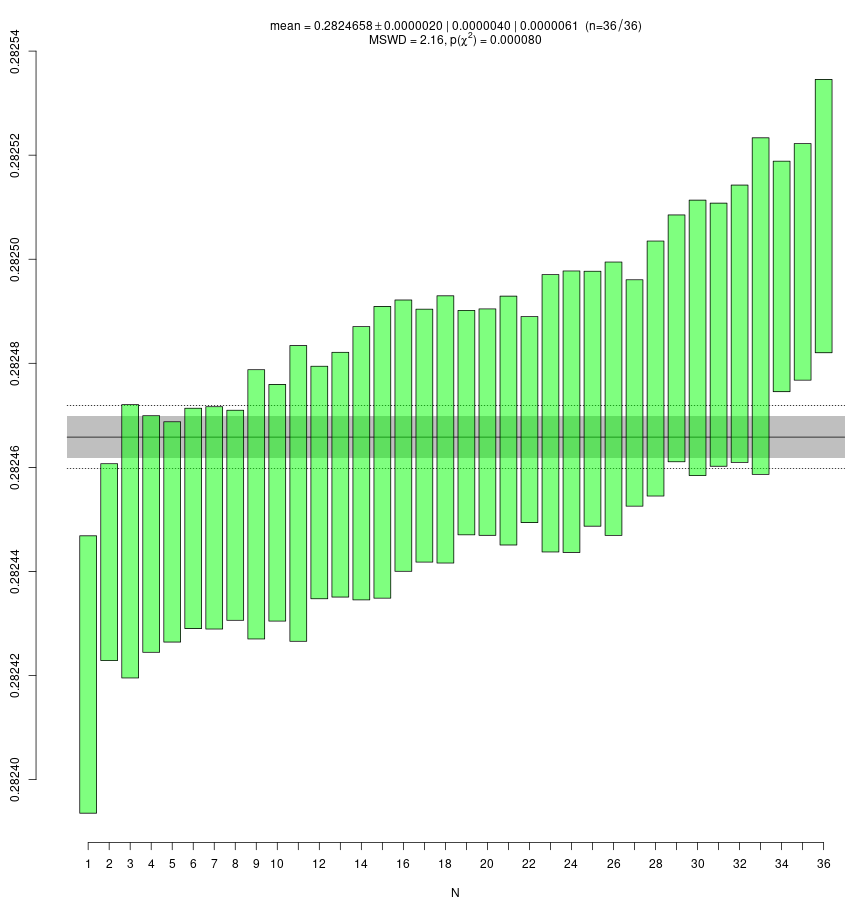 mean = 0.2824658±0.0000020 | 0.0000040 | 0.0000061 (n=36/36)
MSWD = 2.16, p(χ²) = 0.000080
0.28254
0.28252
0.28250
0.28248
0.28246
0.28244
0.28242
0.28240
1 2 3 4 5 6 7 8 9 10 12 14 16 18 20 22 24 26 28 30 32 34 36
N